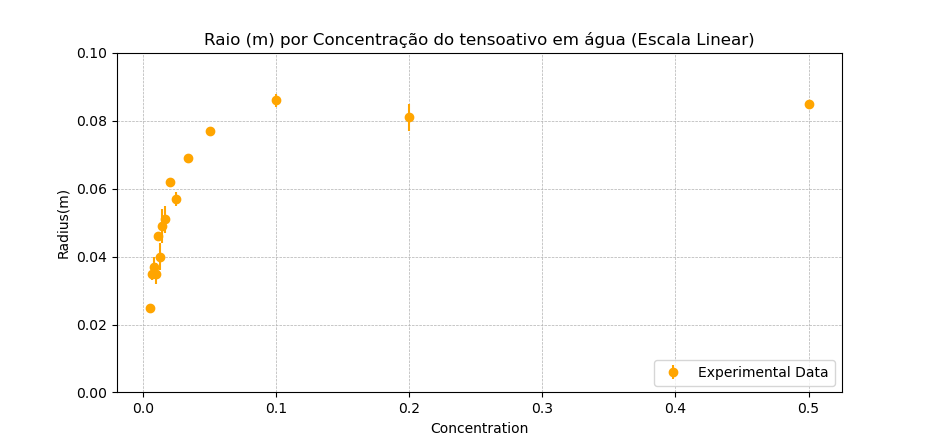 Raio (m) por Concentração do tensoativo em água (Escala Linear)
0.10
0.08
0.06
0.04
0.02
0.00
Radius(m)
Experimental Data
0.0 0.1 0.2 0.3 0.4 0.5
Concentration